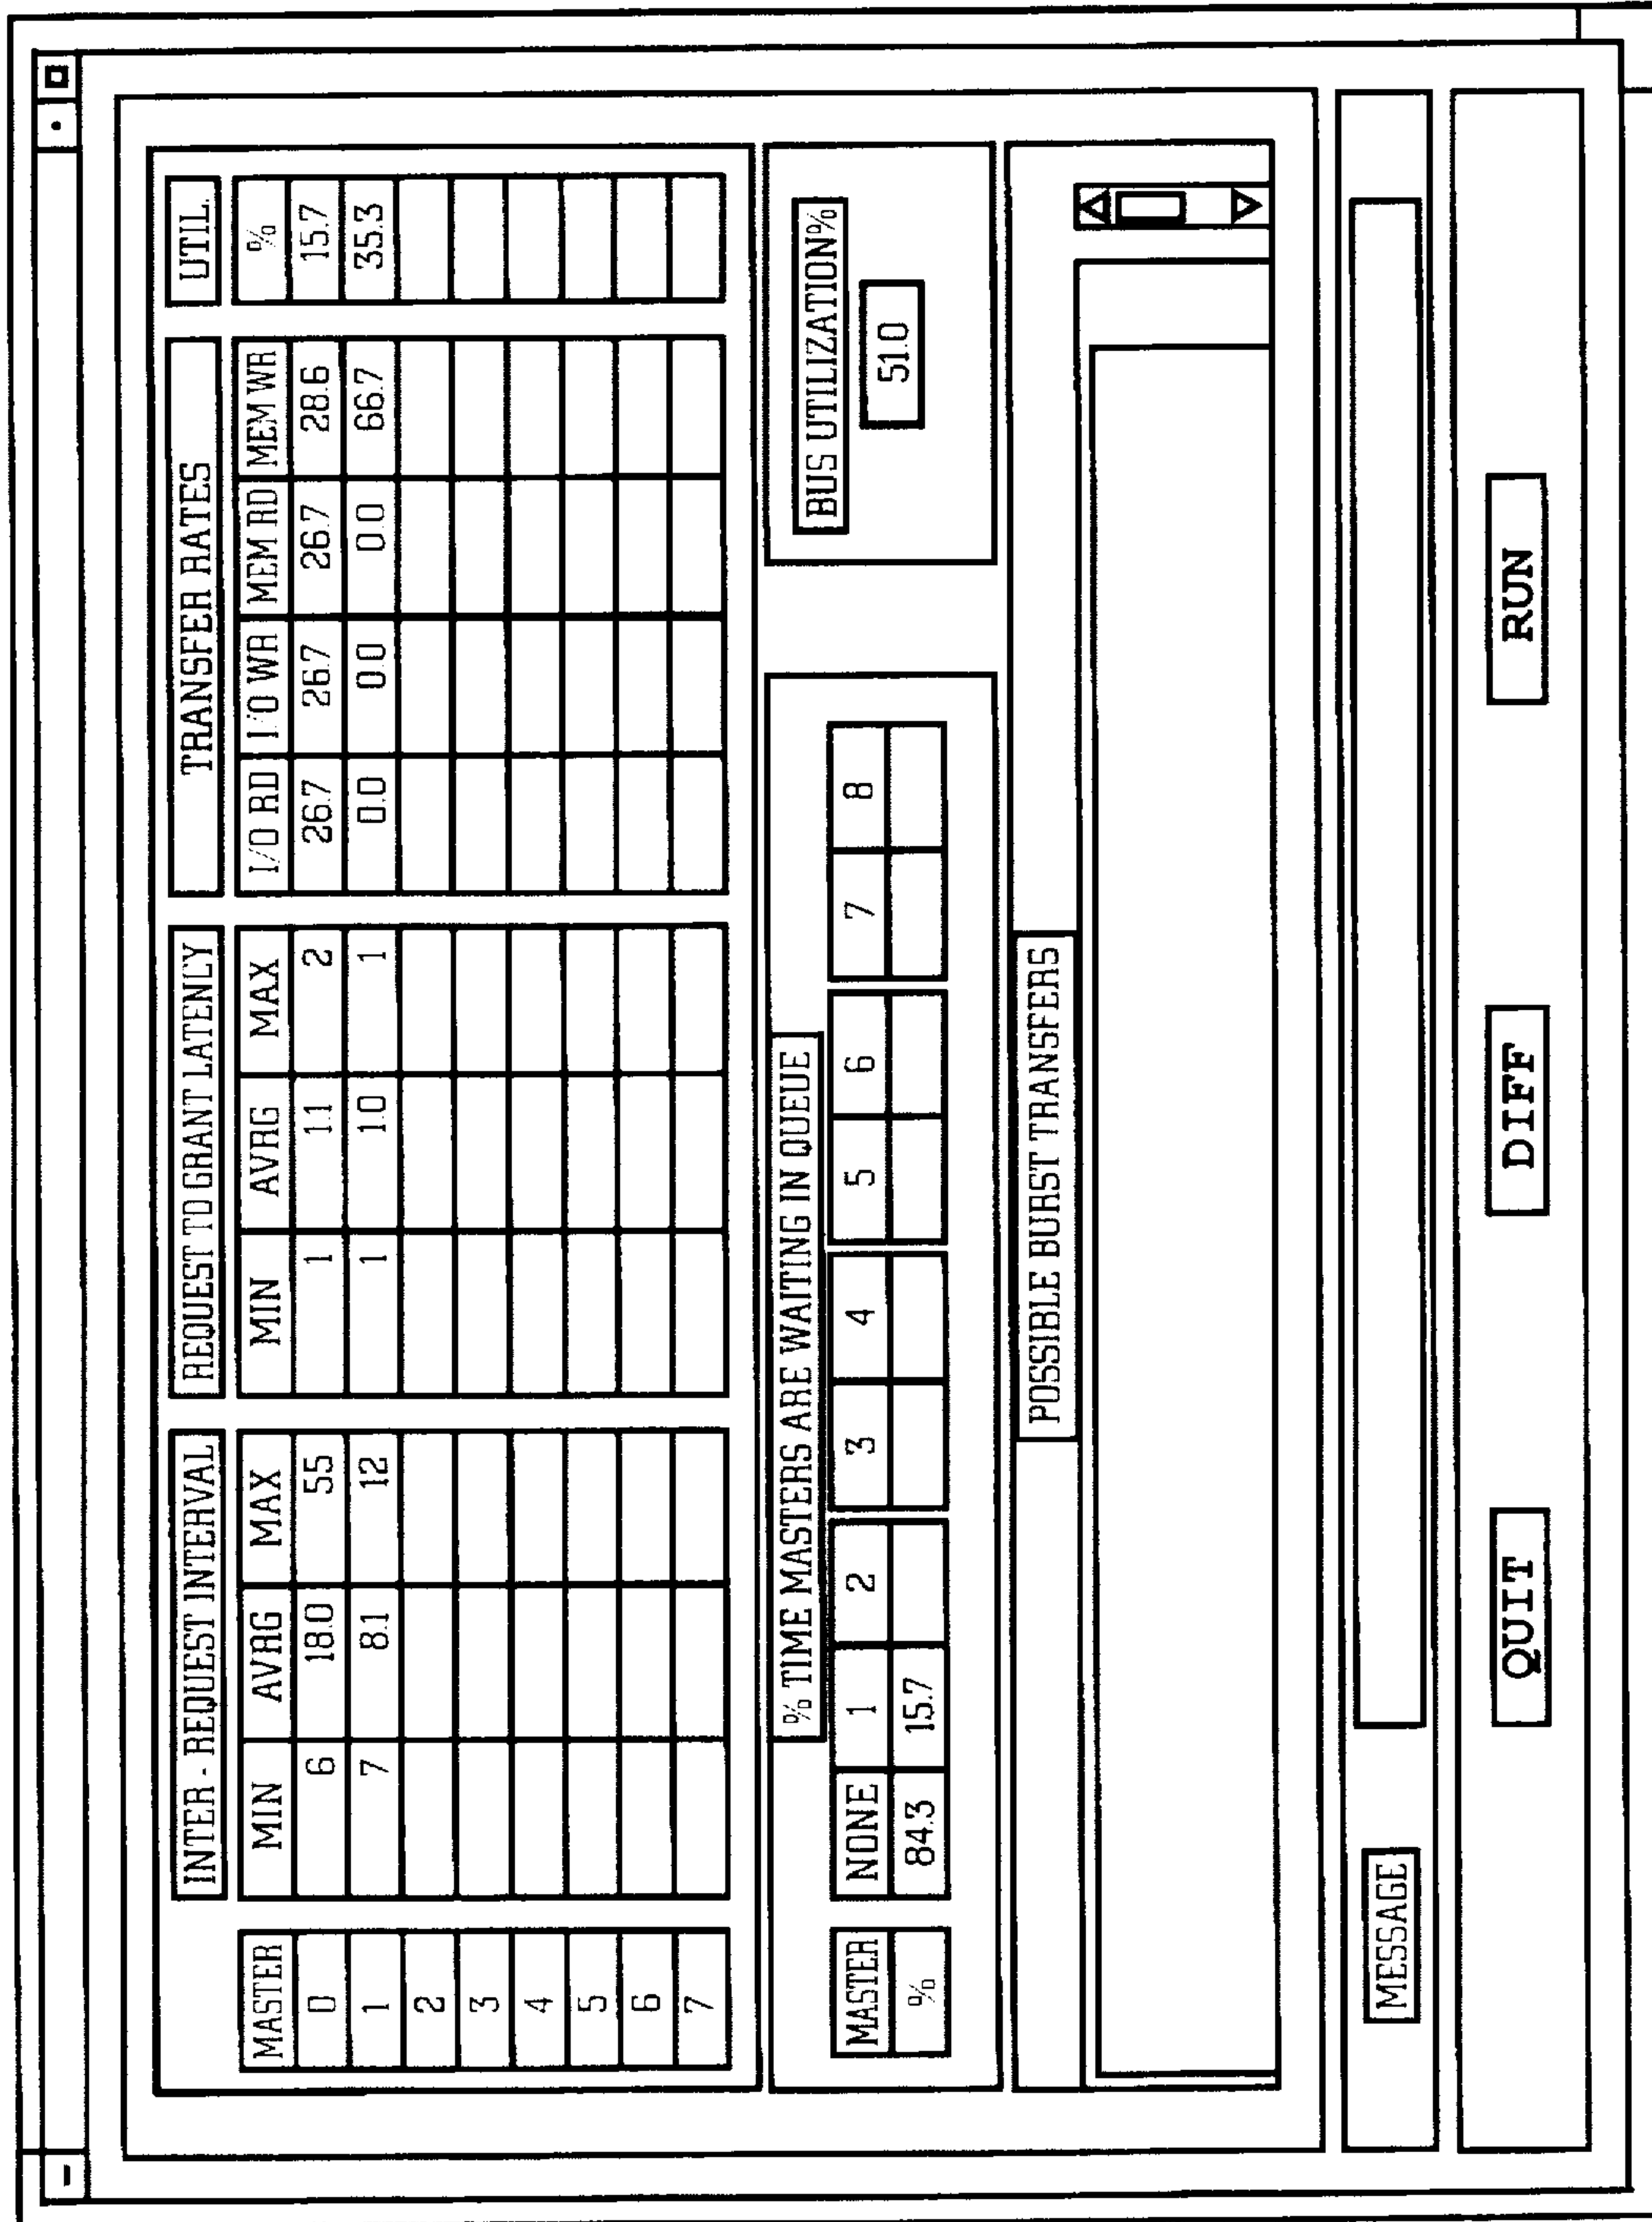 INTER - REQUEST INTERVAL REQUEST TO GRANT LATENCY TRANSFER RATES UTIL.
MASTER MIN AVRG MAX MIN AVRG MAX I/O RD I/O WR MEM RD MEM WR %
0 6 18.0 55 1 1.1 2 26.7 26.7 26.7 28.6 15.7
1 7 8.1 12 1 1.0 1 0.0 0.0 0.0 66.7 35.3
2
3
4
5
6
7
% TIME MASTERS ARE WAITING IN QUEUE
MASTER NONE 1 2 3 4 5 6 7 8
% 84.3 15.7
BUS UTILIZATION%
51.0
POSSIBLE BURST TRANSFERS
MESSAGE
QUIT DIFF RUN